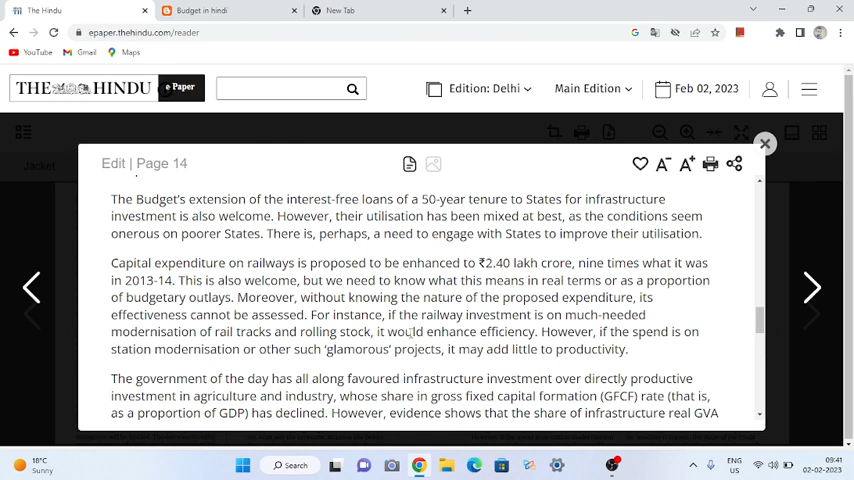 The Hindu
Budget in hindi
New Tab
epaper.thehindu.com/reader
YouTube
Gmail
Maps
THE HINDU
e Paper
Edition: Delhi
Main Edition
Feb 02, 2023
Jacket
Edit | Page 14
A-
A+
The Budget's extension of the interest-free loans of a 50-year tenure to States for infrastructure
investment is also welcome. However, their utilisation has been mixed at best, as the conditions seem
onerous on poorer States. There is, perhaps, a need to engage with States to improve their utilisation.
Capital expenditure on railways is proposed to be enhanced to ₹2.40 lakh crore, nine times what it was
in 2013-14. This is also welcome, but we need to know what this means in real terms or as a proportion
of budgetary outlays. Moreover, without knowing the nature of the proposed expenditure, its
effectiveness cannot be assessed. For instance, if the railway investment is on much-needed
modernisation of rail tracks and rolling stock, it would enhance efficiency. However, if the spend is on
station modernisation or other such ‘glamorous’ projects, it may add little to productivity.
The government of the day has all along favoured infrastructure investment over directly productive
investment in agriculture and industry, whose share in gross fixed capital formation (GFCF) rate (that is,
as a proportion of GDP) has declined. However, evidence shows that the share of infrastructure real GVA
18°C
Sunny
Search
ENG
US
09:41
02-02-2023